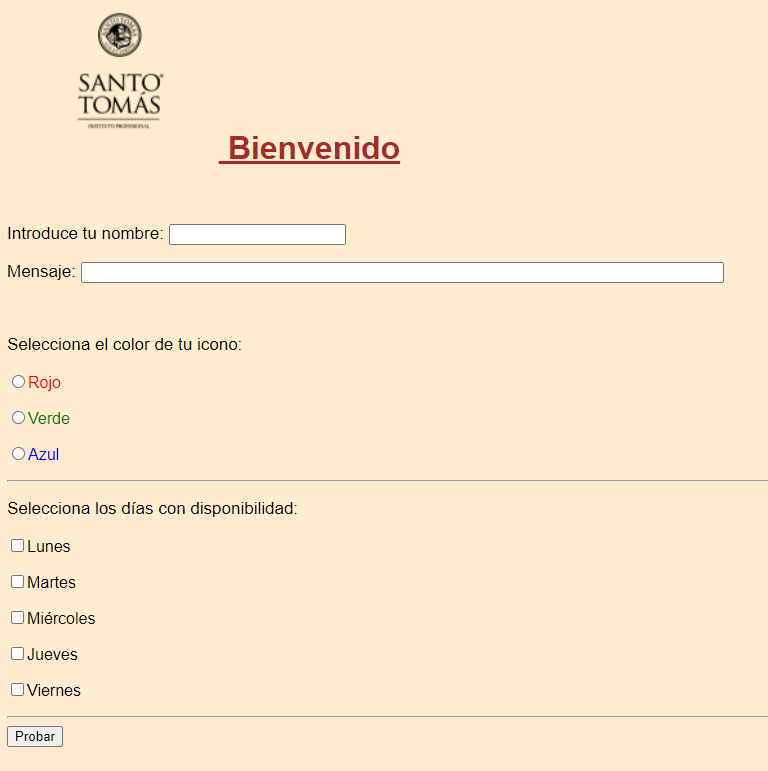 SANTO
TOMÁS
INSTITUTO PROFESIONAL
Bienvenido
Introduce tu nombre:
Mensaje:
Selecciona el color de tu icono:
Rojo
Verde
Azul
Selecciona los días con disponibilidad:
Lunes
Martes
Miércoles
Jueves
Viernes
Probar